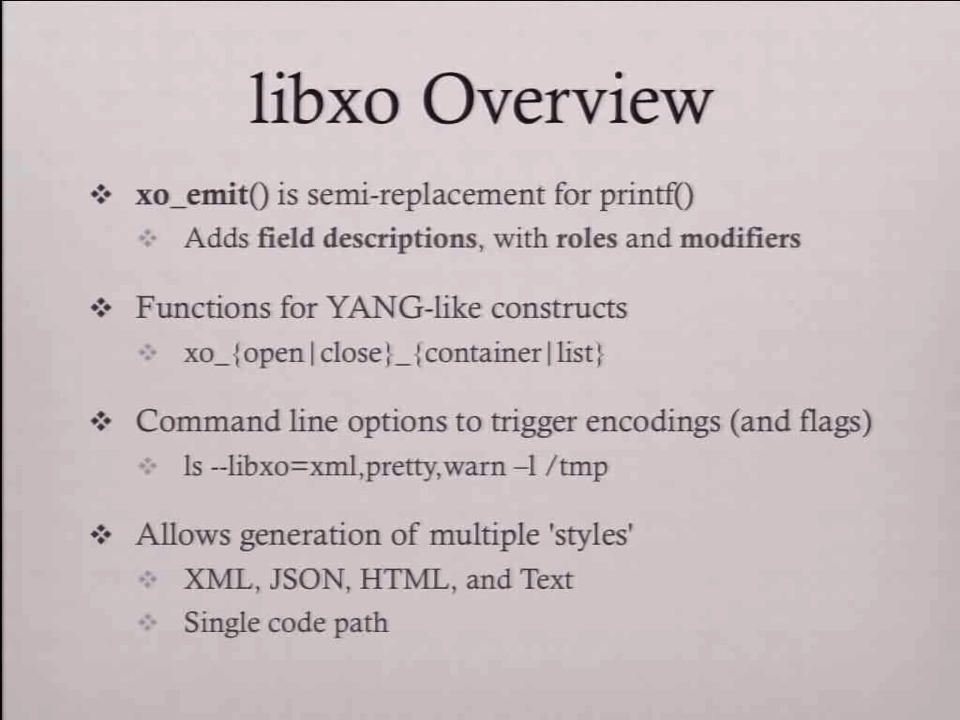 libxo Overview
xo_emit() is semi-replacement for printf()
Adds field descriptions, with roles and modifiers
Functions for YANG-like constructs
xo_{open|close}_{container|list}
Command line options to trigger encodings (and flags)
ls --libxo=xml,pretty,warn –l /tmp
Allows generation of multiple 'styles'
XML, JSON, HTML, and Text
Single code path